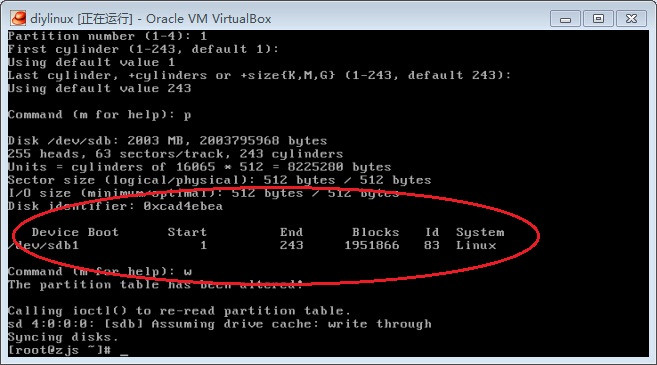 diylinux [正在运行] - Oracle VM VirtualBox
Partition number (1-4): 1
First cylinder (1-243, default 1):
Using default value 1
Last cylinder, +cylinders or +size{K,M,G} (1-243, default 243):
Using default value 243
Command (m for help): p
Disk /dev/sdb: 2003 MB, 2003795968 bytes
255 heads, 63 sectors/track, 243 cylinders
Units = cylinders of 16065 * 512 = 8225280 bytes
Sector size (logical/physical): 512 bytes / 512 bytes
I/O size (minimum/optimal): 512 bytes / 512 bytes
Disk identifier: 0xcad4ebea
Device Boot Start End Blocks Id System
/dev/sdb1 1 243 1951866 83 Linux
Command (m for help): w
The partition table has been altered!
Calling ioctl() to re-read partition table.
sd 4:0:0:0: [sdb] Assuming drive cache: write through
Syncing disks.
[root@zjs ~]# _